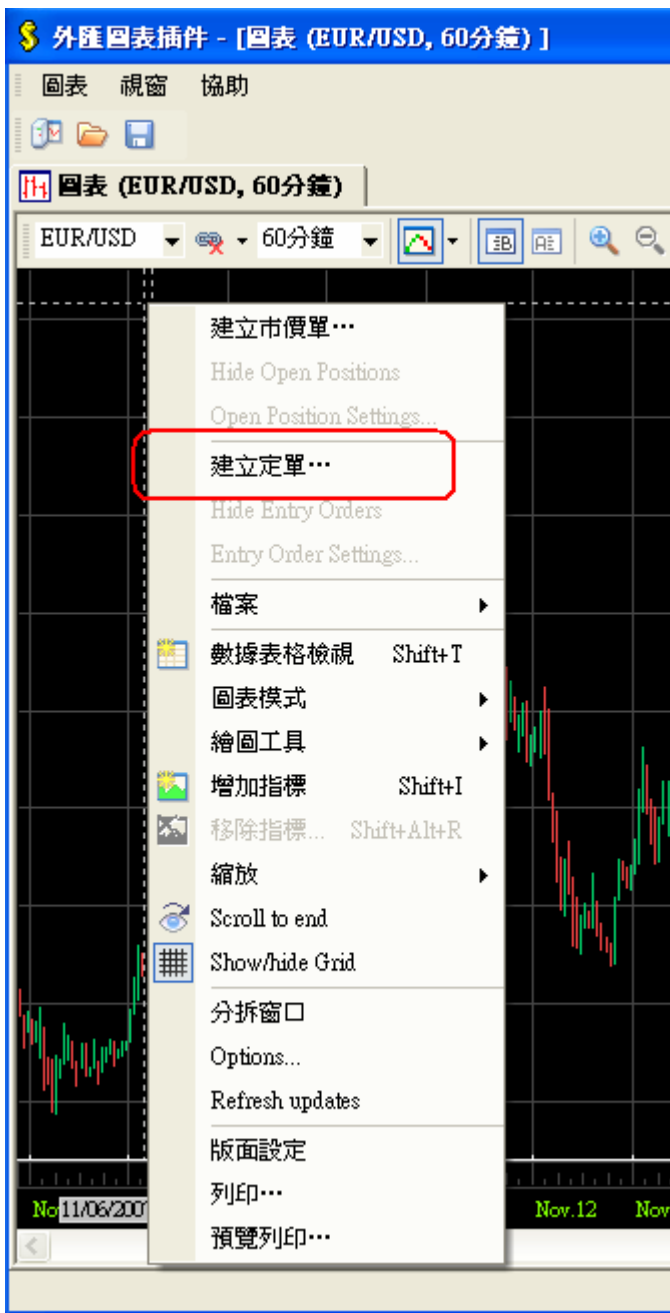 外匯圖表插件 - [圖表 (EUR/USD, 60分鐘) ]
圖表 視窗 協助
圖表 (EUR/USD, 60分鐘)
EUR/USD 60分鐘
建立市價單…
Hide Open Positions
Open Position Settings...
建立定單…
Hide Entry Orders
Entry Order Settings...
檔案
數據表格檢視 Shift+T
圖表模式
繪圖工具
增加指標 Shift+I
移除指標... Shift+Alt+R
縮放
Scroll to end
Show/hide Grid
分拆窗口
Options...
Refresh updates
版面設定
列印…
預覽列印…
11/06/200 Nov.12 Nov